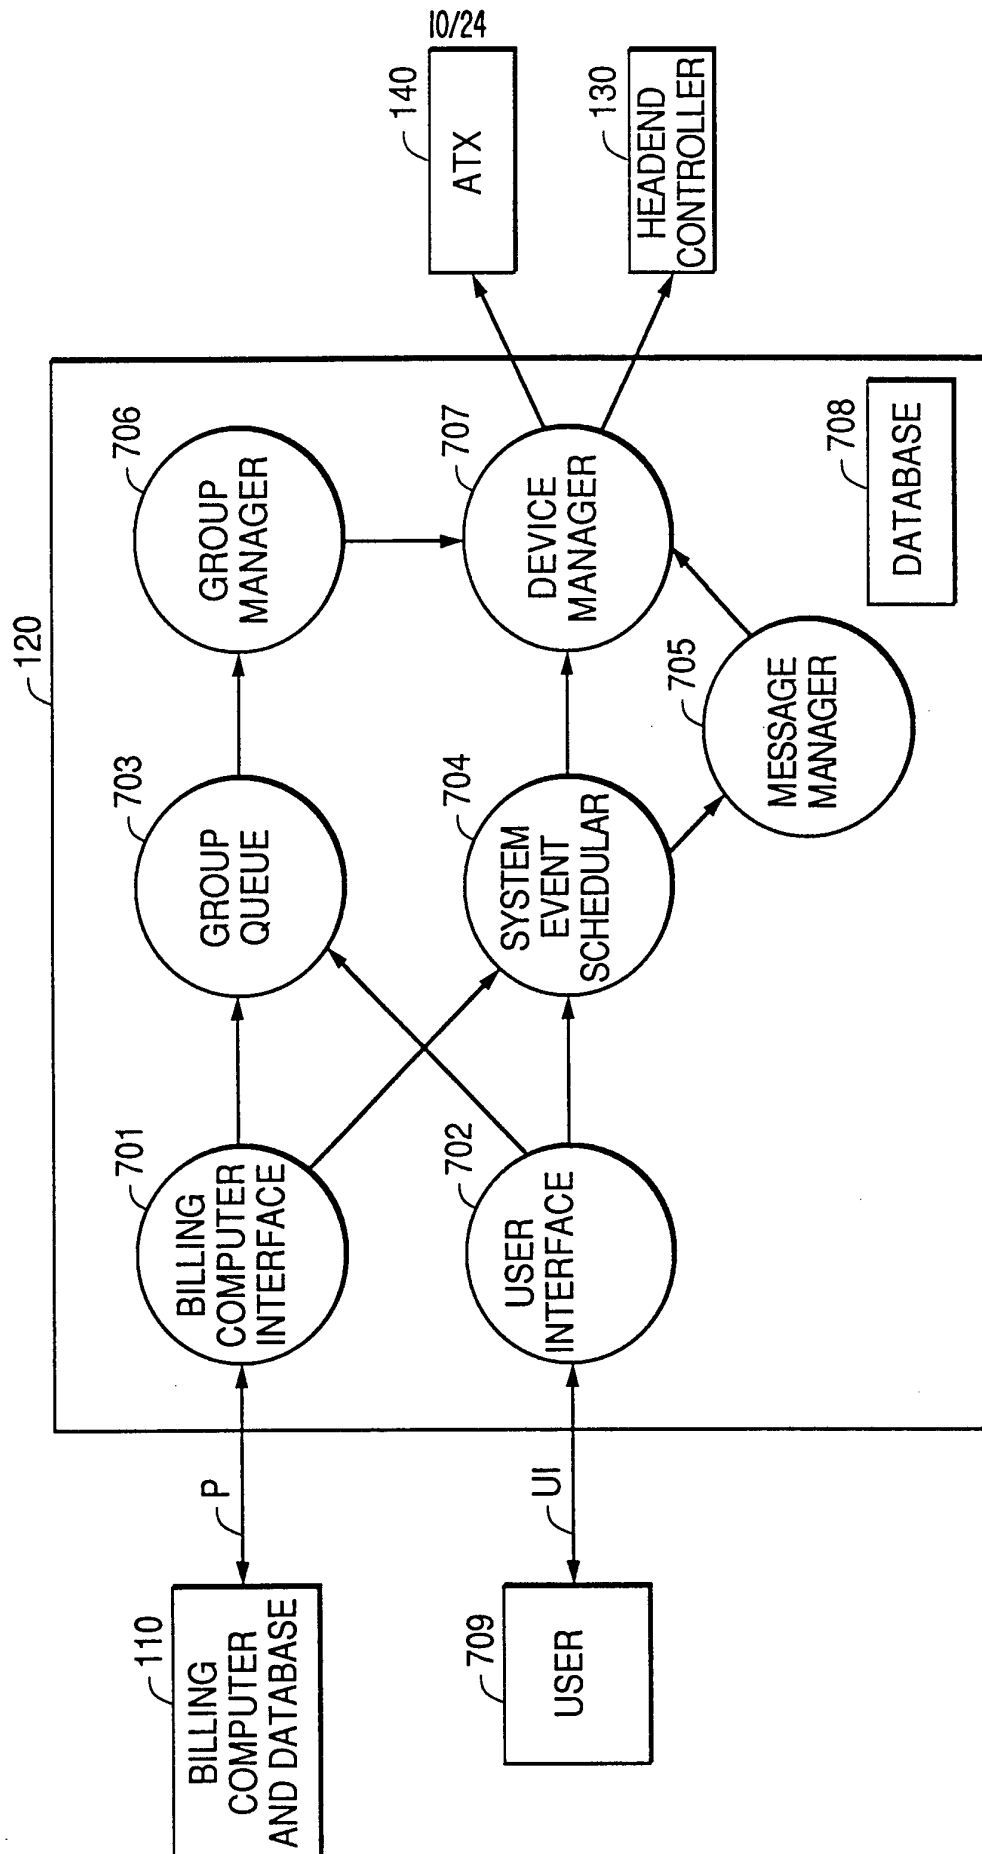 10/24
120
110
BILLING
COMPUTER
AND DATABASE
P
701
BILLING
COMPUTER
INTERFACE
703
GROUP
QUEUE
706
GROUP
MANAGER
140
ATX
709
USER
UI
702
USER
INTERFACE
704
SYSTEM
EVENT
SCHEDULAR
707
DEVICE
MANAGER
130
HEADEND
CONTROLLER
705
MESSAGE
MANAGER
708
DATABASE